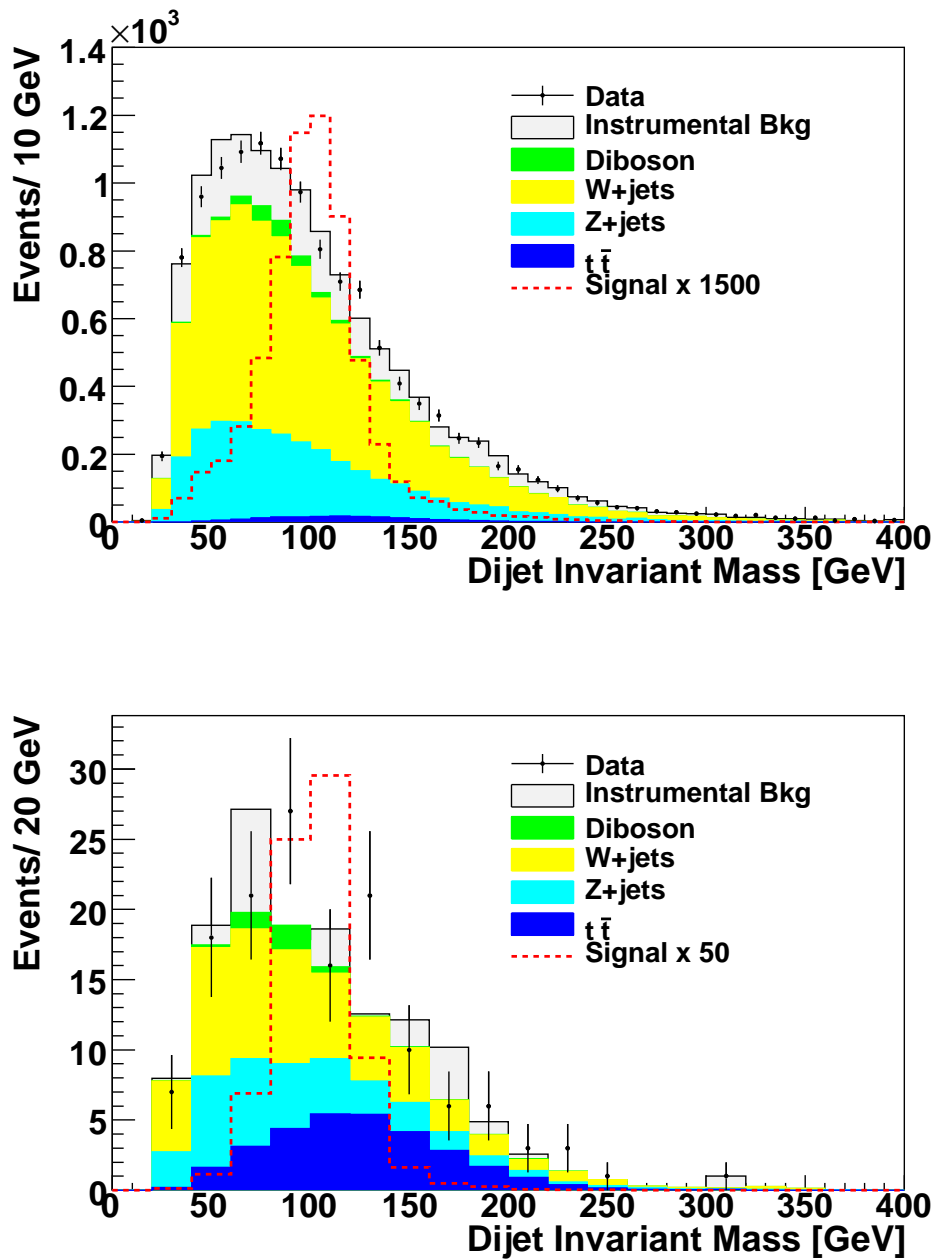 ×10³
1.4
1.2
1
0.8
0.6
0.4
0.2
0
Events/ 10 GeV
Data
Instrumental Bkg
Diboson
W+jets
Z+jets
t t̄
Signal x 1500
0 50 100 150 200 250 300 350 400
Dijet Invariant Mass [GeV]
30
25
20
15
10
5
0
Events/ 20 GeV
Data
Instrumental Bkg
Diboson
W+jets
Z+jets
t t̄
Signal x 50
0 50 100 150 200 250 300 350 400
Dijet Invariant Mass [GeV]